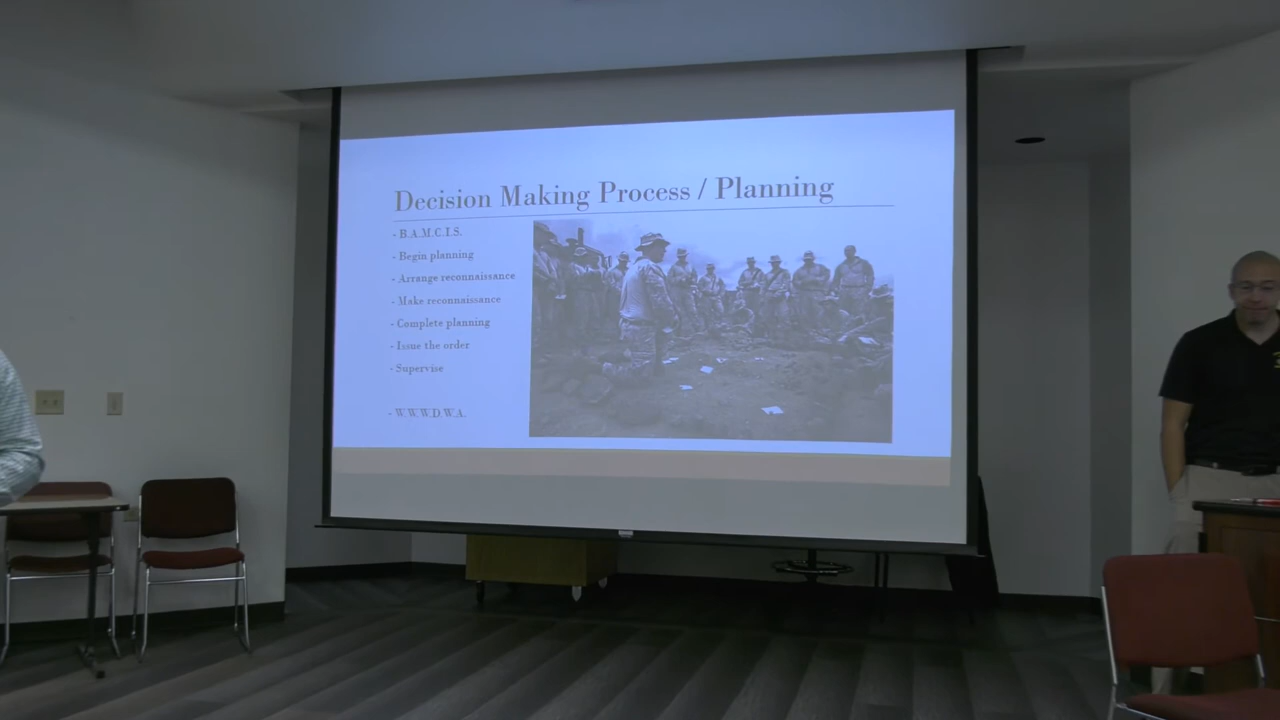 Decision Making Process / Planning
- B.A.M.C.I.S.
- Begin planning
- Arrange reconnaissance
- Make reconnaissance
- Complete planning
- Issue the order
- Supervise
- W.W.W.D.W.A.